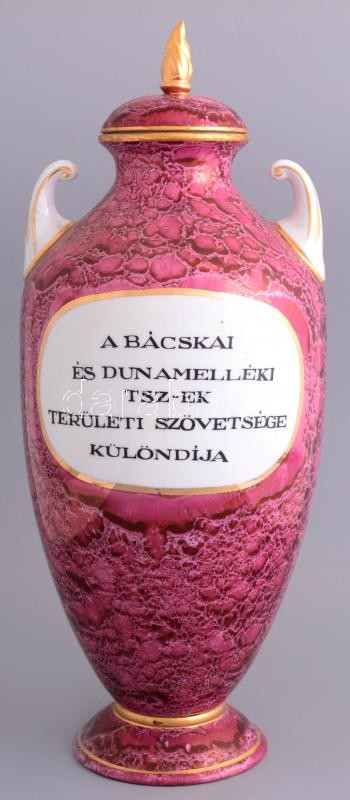 A BÁCSKAI
ÉS DUNAMELLÉKI
TSZ-EK
TERÜLETI SZÖVETSÉGE
KÜLÖNDÍJA